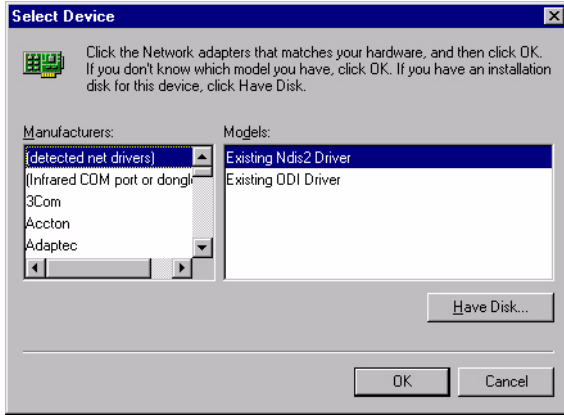 Select Device
Click the Network adapters that matches your hardware, and then click OK.
If you don't know which model you have, click OK. If you have an installation
disk for this device, click Have Disk.
Manufacturers:
Models:
(detected net drivers)
Existing Ndis2 Driver
(Infrared COM port or dongl
Existing ODI Driver
3Com
Accton
Adaptec
Have Disk...
OK
Cancel